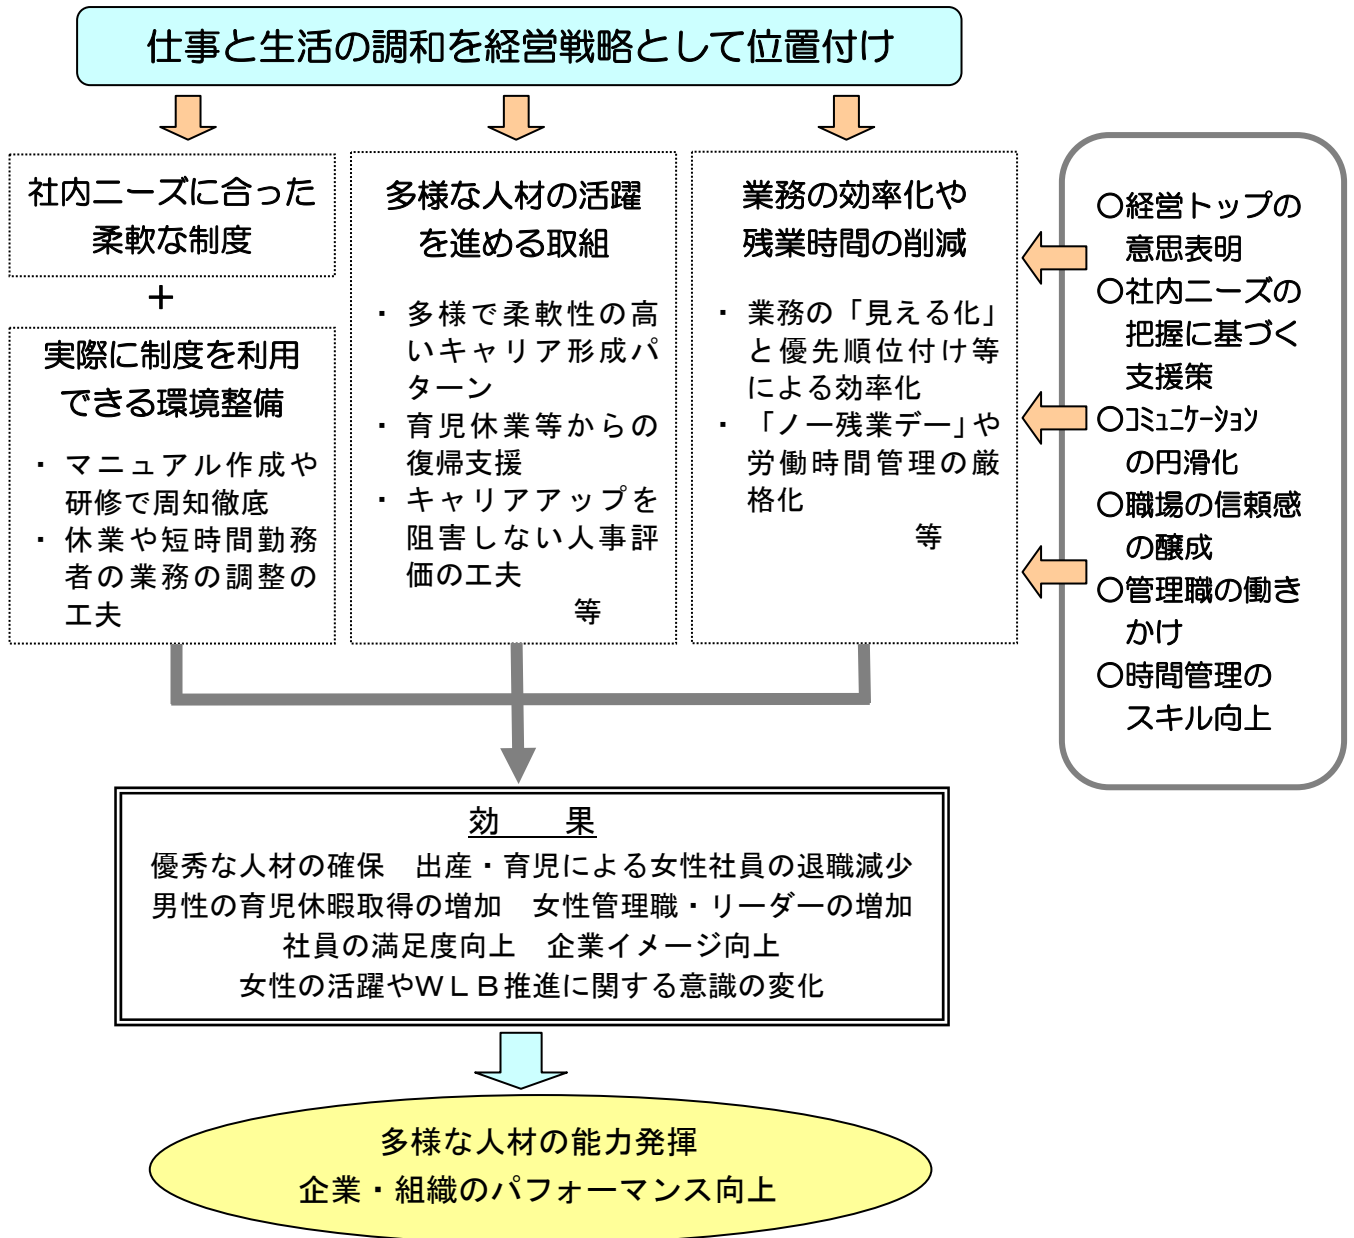 仕事と生活の調和を経営戦略として位置付け
社内ニーズに合った
柔軟な制度
＋
実際に制度を利用
できる環境整備
・ マニュアル作成や
研修で周知徹底
・ 休業や短時間勤務
者の業務の調整の
工夫
多様な人材の活躍
を進める取組
・ 多様で柔軟性の高
いキャリア形成パ
ターン
・ 育児休業等からの
復帰支援
・ キャリアアップを
阻害しない人事評
価の工夫
等
業務の効率化や
残業時間の削減
・ 業務の「見える化」
と優先順位付け等
による効率化
・ 「ノー残業デー」や
労働時間管理の厳
格化
等
○経営トップの
意思表明
○社内ニーズの
把握に基づく
支援策
○ｺﾐｭﾆｹｰｼｮﾝ
の円滑化
○職場の信頼感
の醸成
○管理職の働き
かけ
○時間管理の
スキル向上
効　　果
優秀な人材の確保　出産・育児による女性社員の退職減少
男性の育児休暇取得の増加　女性管理職・リーダーの増加
社員の満足度向上　企業イメージ向上
女性の活躍やＷＬＢ推進に関する意識の変化
多様な人材の能力発揮
企業・組織のパフォーマンス向上